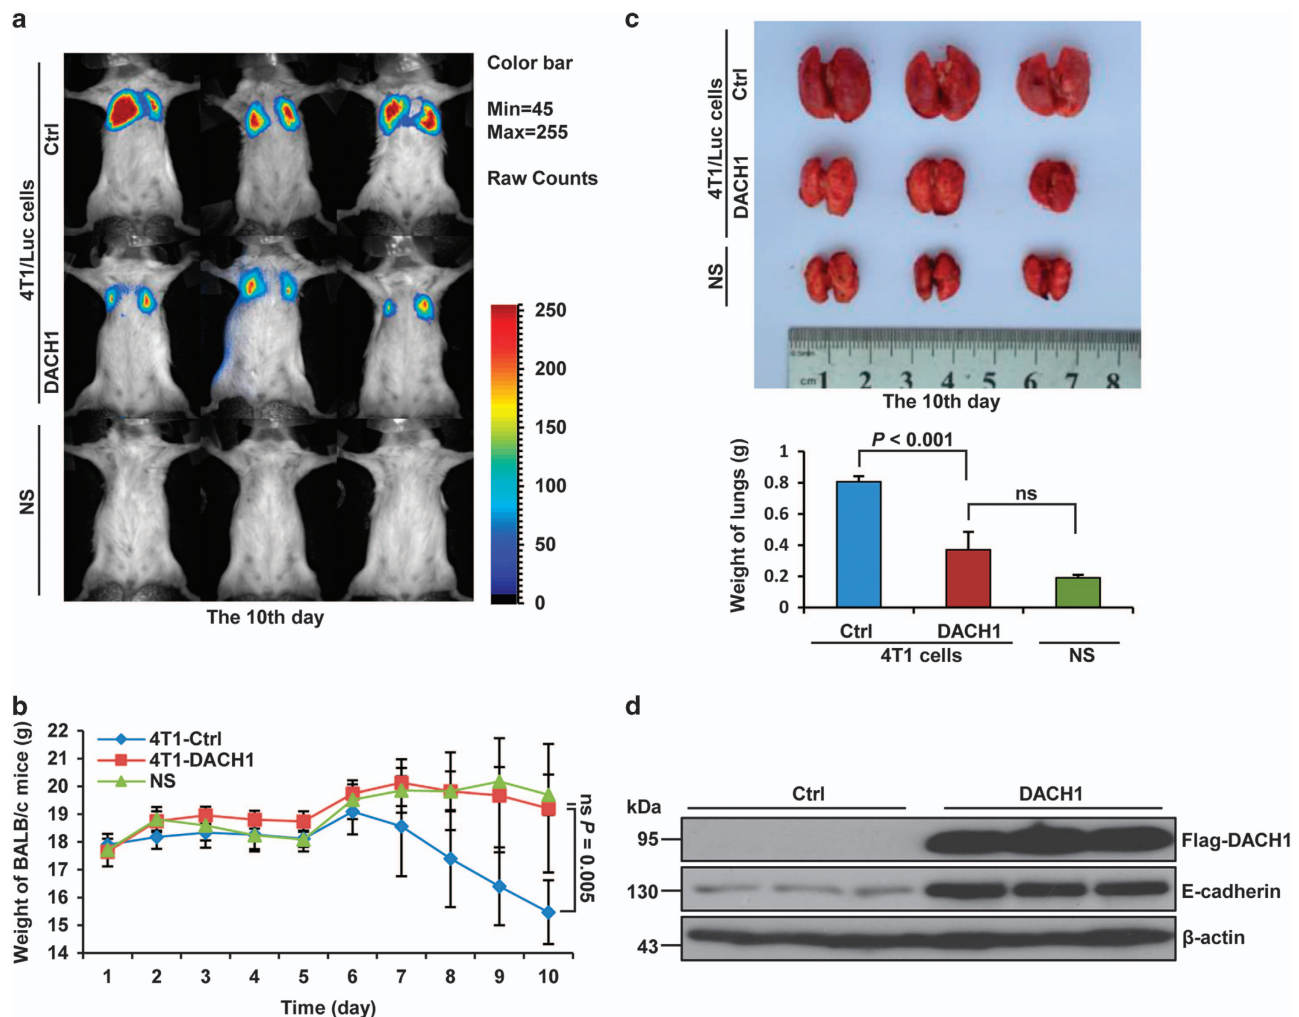 a
4T1/Luc cells
Ctrl
DACH1
NS
Color bar
Min=45
Max=255
Raw Counts
250
200
150
100
50
0
The 10th day
c
4T1/Luc cells
Ctrl
DACH1
NS
0.5mm
cm 1 2 3 4 5 6 7 8
The 10th day
Weight of lungs (g)
P < 0.001
ns
1
0.8
0.6
0.4
0.2
0
Ctrl DACH1
4T1 cells NS
b
Weight of BALB/c mice (g)
22
21
20
19
18
17
16
15
14
4T1-Ctrl
4T1-DACH1
NS
ns
P = 0.005
1 2 3 4 5 6 7 8 9 10
Time (day)
d
kDa Ctrl DACH1
95 Flag-DACH1
130 E-cadherin
43 β-actin